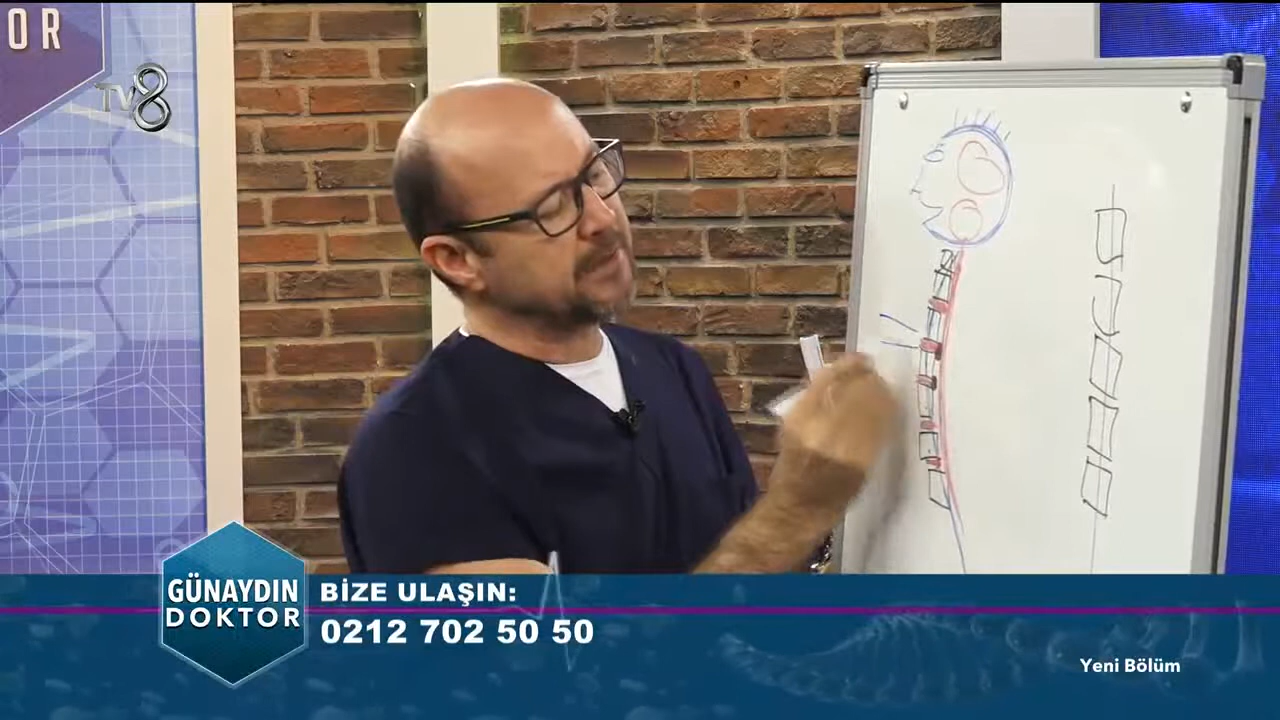 OR
TV8
GÜNAYDIN
DOKTOR
BİZE ULAŞIN:
0212 702 50 50
Yeni Bölüm